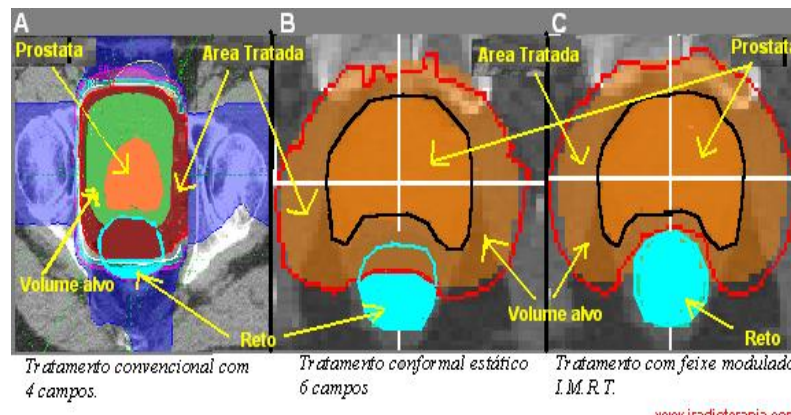 A
B
C
Prostata
Area Tratada
Area Tratada
Prostata
Volume alvo
Reto
Volume alvo
Reto
Tratamento convencional com
4 campos.
Tratamento conformal estático
6 campos
Tratamento com feixe modulado
I.M.R.T.